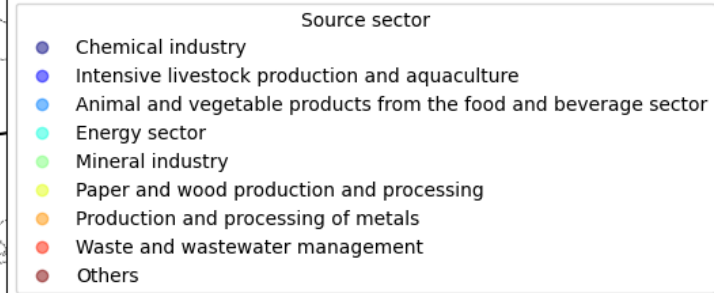 Source sector
Chemical industry
Intensive livestock production and aquaculture
Animal and vegetable products from the food and beverage sector
Energy sector
Mineral industry
Paper and wood production and processing
Production and processing of metals
Waste and wastewater management
Others